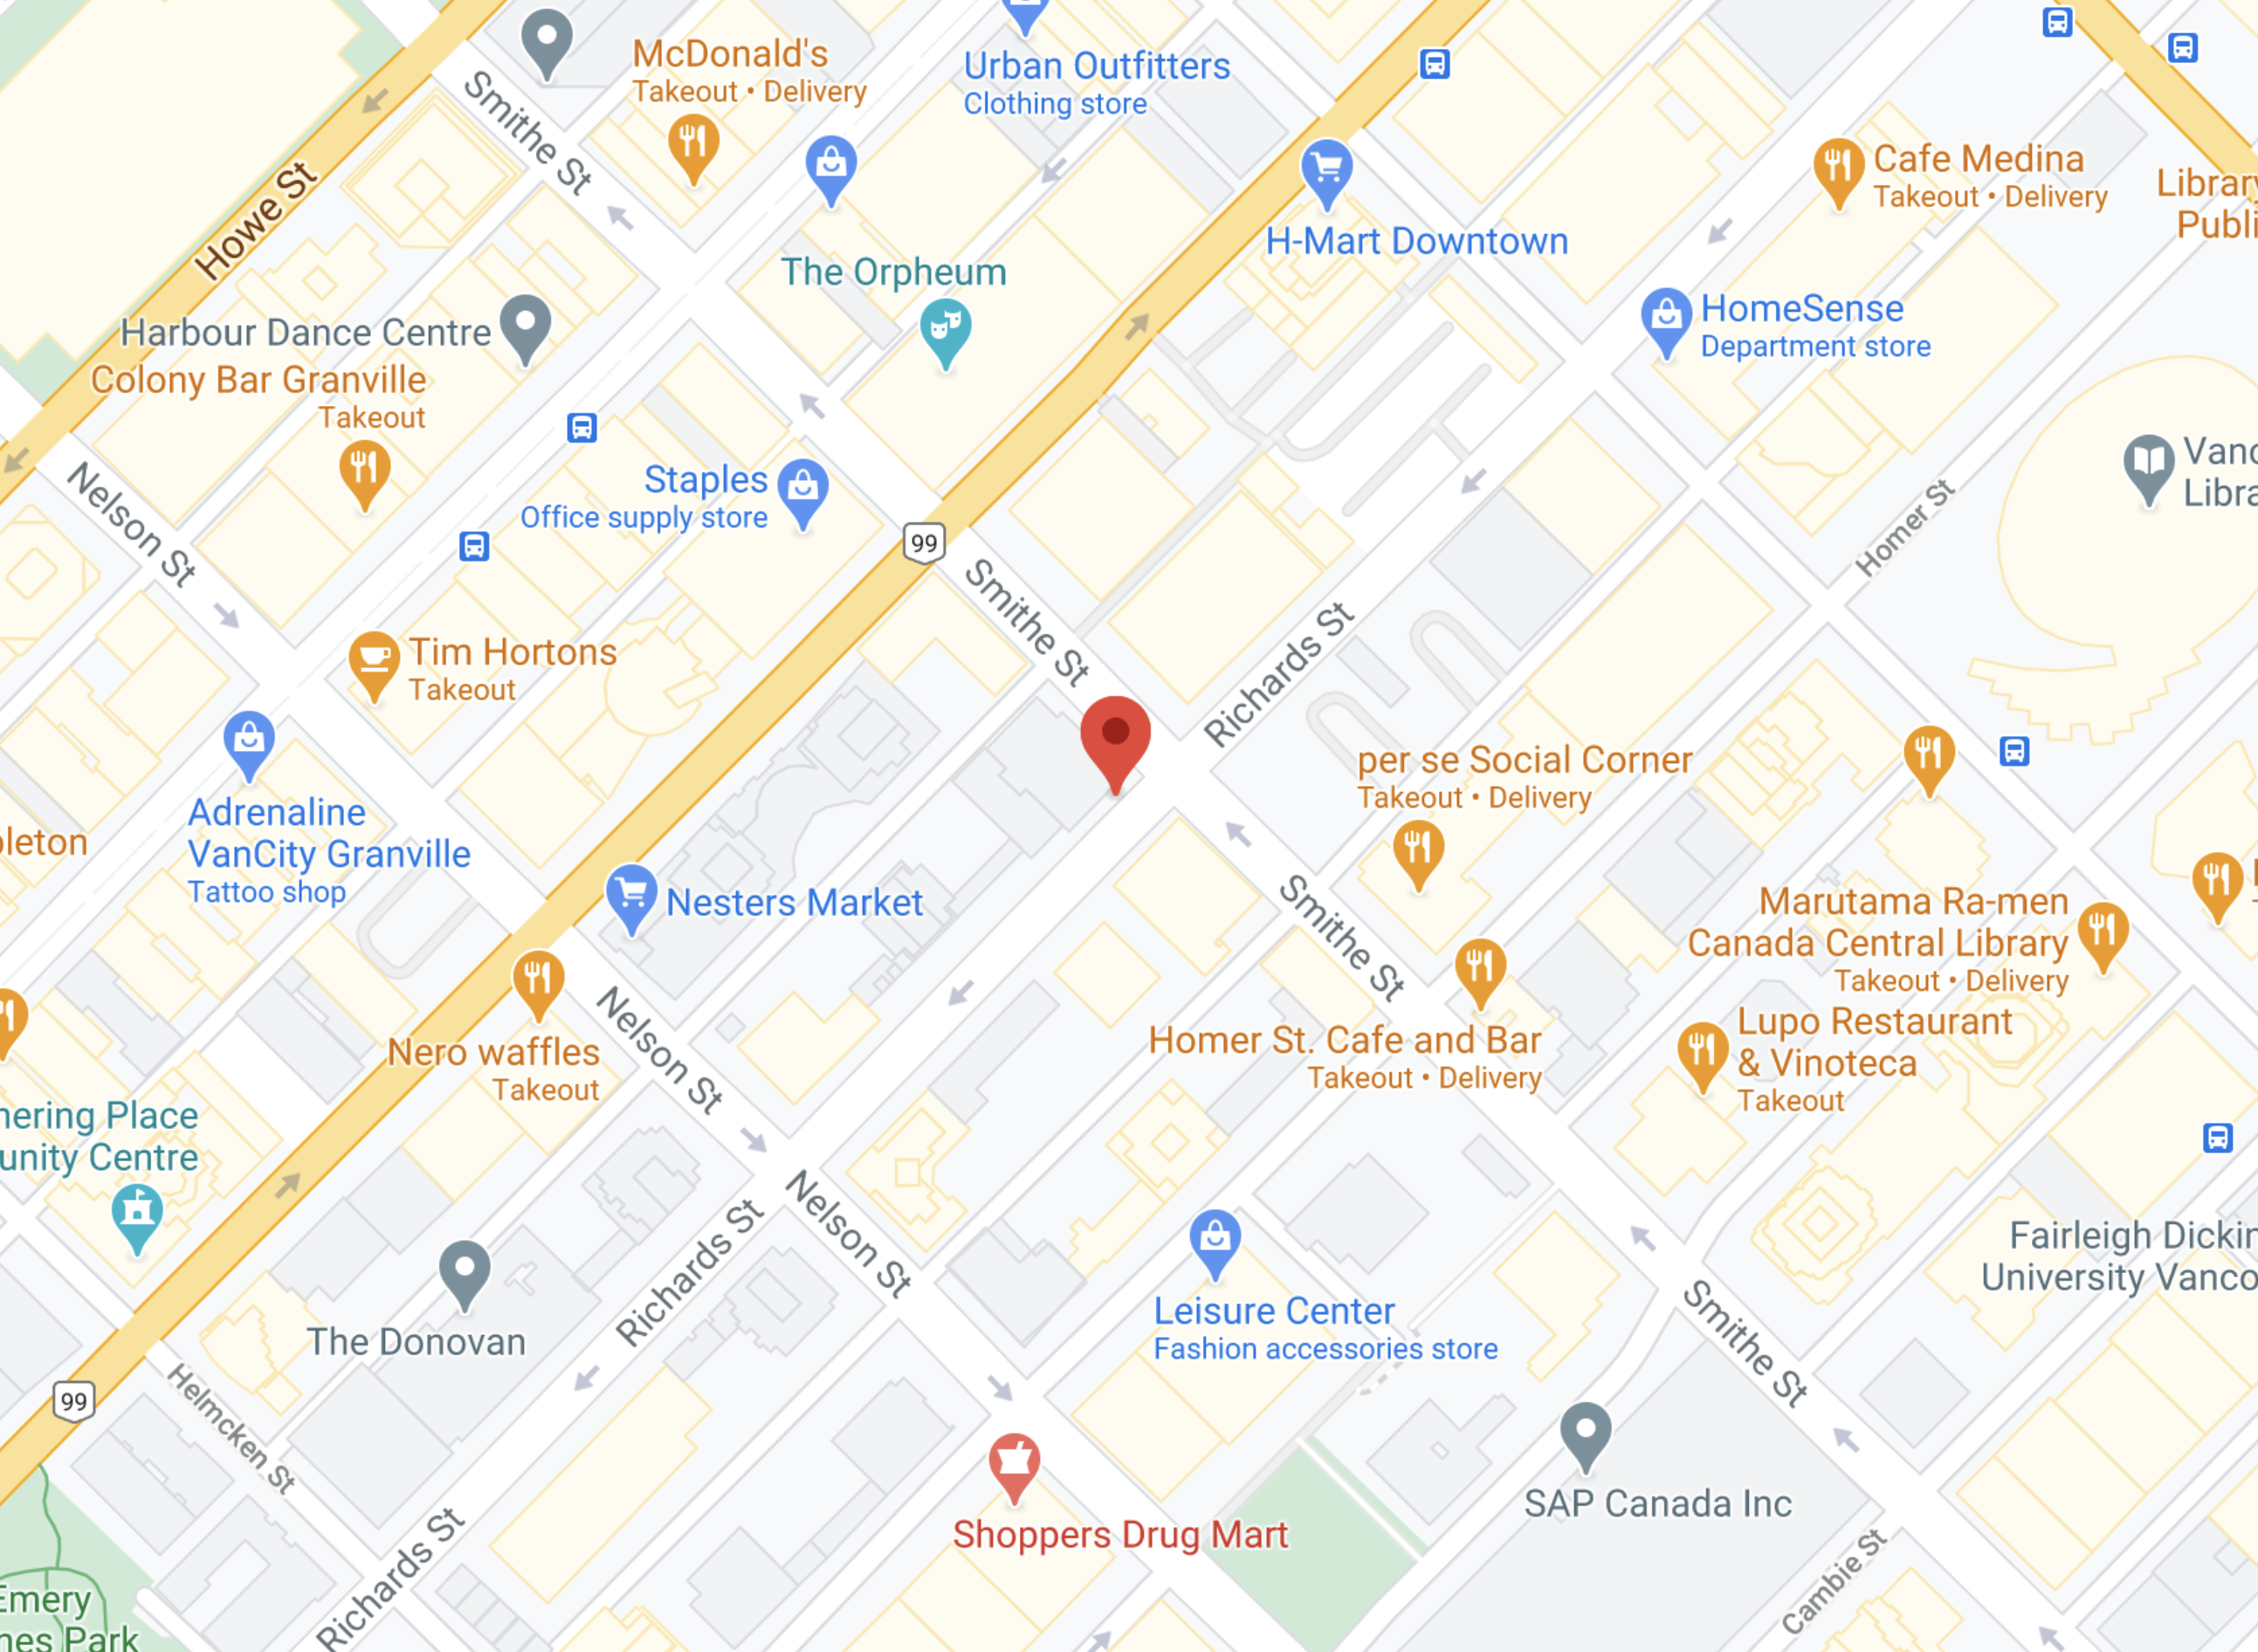 McDonald's
Takeout • Delivery
Urban Outfitters
Clothing store
Smithe St
Howe St
H-Mart Downtown
Cafe Medina
Takeout • Delivery
Library
Publi
The Orpheum
HomeSense
Department store
Harbour Dance Centre
Colony Bar Granville
Takeout
Nelson St
Staples
Office supply store
99
Vanc
Libra
Homer St
Smithe St
Richards St
Tim Hortons
Takeout
per se Social Corner
Takeout • Delivery
Adrenaline
VanCity Granville
Tattoo shop
leton
Nesters Market
Smithe St
Marutama Ra-men
Canada Central Library
Takeout • Delivery
Nero waffles
Takeout
Nelson St
Homer St. Cafe and Bar
Takeout • Delivery
Lupo Restaurant
& Vinoteca
Takeout
hering Place
unity Centre
Nelson St
Richards St
Fairleigh Dickin
University Vanco
The Donovan
Leisure Center
Fashion accessories store
Smithe St
99
Helmcken St
SAP Canada Inc
Shoppers Drug Mart
Richards St
Cambie St
Emery
nes Park